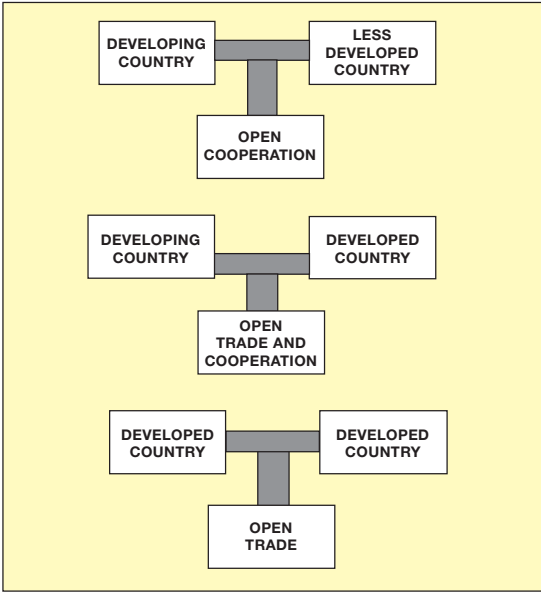 DEVELOPING
COUNTRY
LESS
DEVELOPED
COUNTRY
OPEN
COOPERATION
DEVELOPING
COUNTRY
DEVELOPED
COUNTRY
OPEN
TRADE AND
COOPERATION
DEVELOPED
COUNTRY
DEVELOPED
COUNTRY
OPEN
TRADE